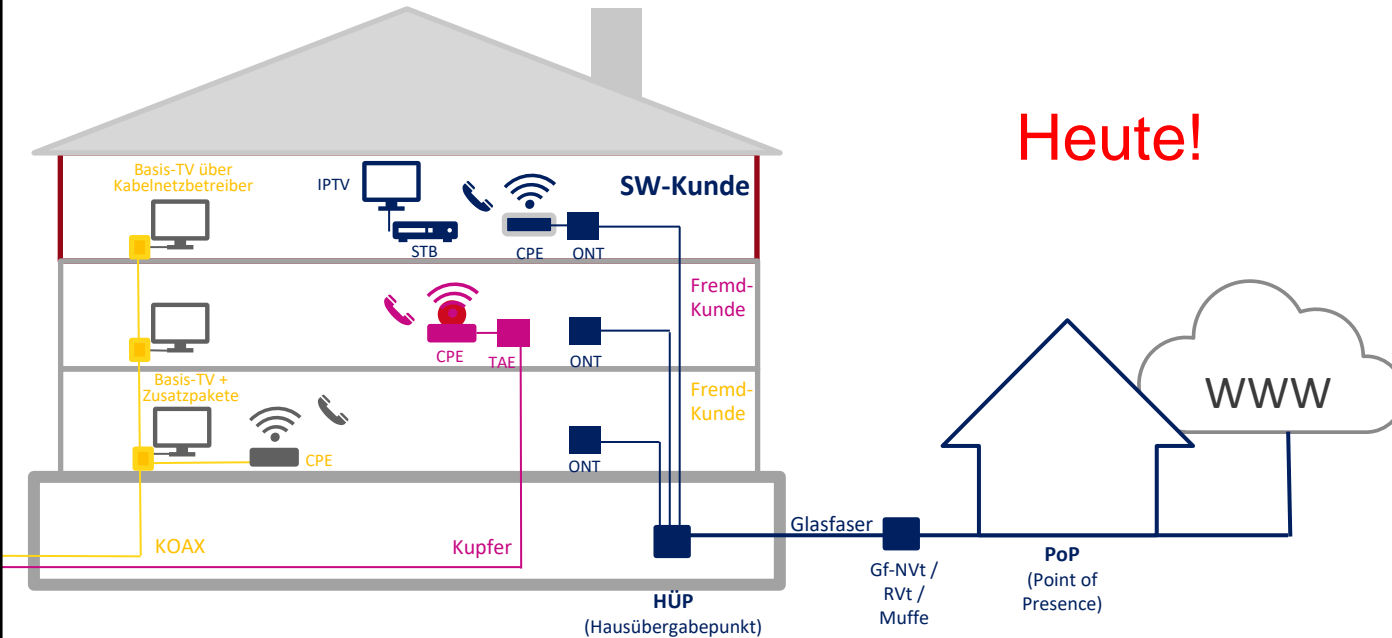 Heute!
Basis-TV über
Kabelnetzbetreiber
IPTV
SW-Kunde
STB
CPE
ONT
Fremd-
Kunde
CPE
TAE
ONT
Basis-TV +
Zusatzpakete
Fremd-
Kunde
CPE
ONT
WWW
KOAX
Kupfer
Glasfaser
HÜP
(Hausübergabepunkt)
Gf-NVt /
RVt /
Muffe
PoP
(Point of
Presence)